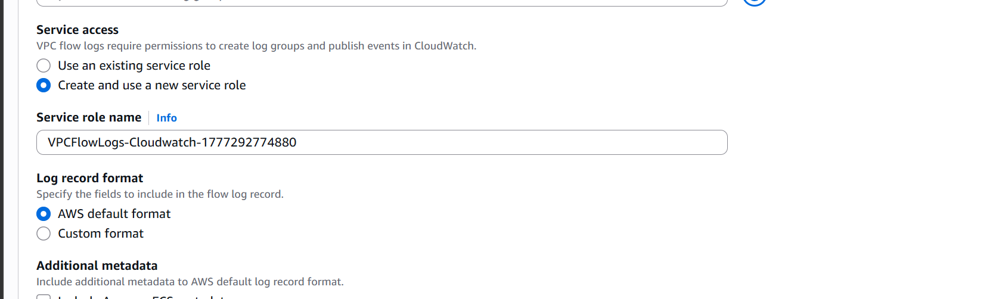 Service access
VPC flow logs require permissions to create log groups and publish events in CloudWatch.
Use an existing service role
Create and use a new service role
Service role name Info
VPCFlowLogs-Cloudwatch-1777292774880
Log record format
Specify the fields to include in the flow log record.
AWS default format
Custom format
Additional metadata
Include additional metadata to AWS default log record format.